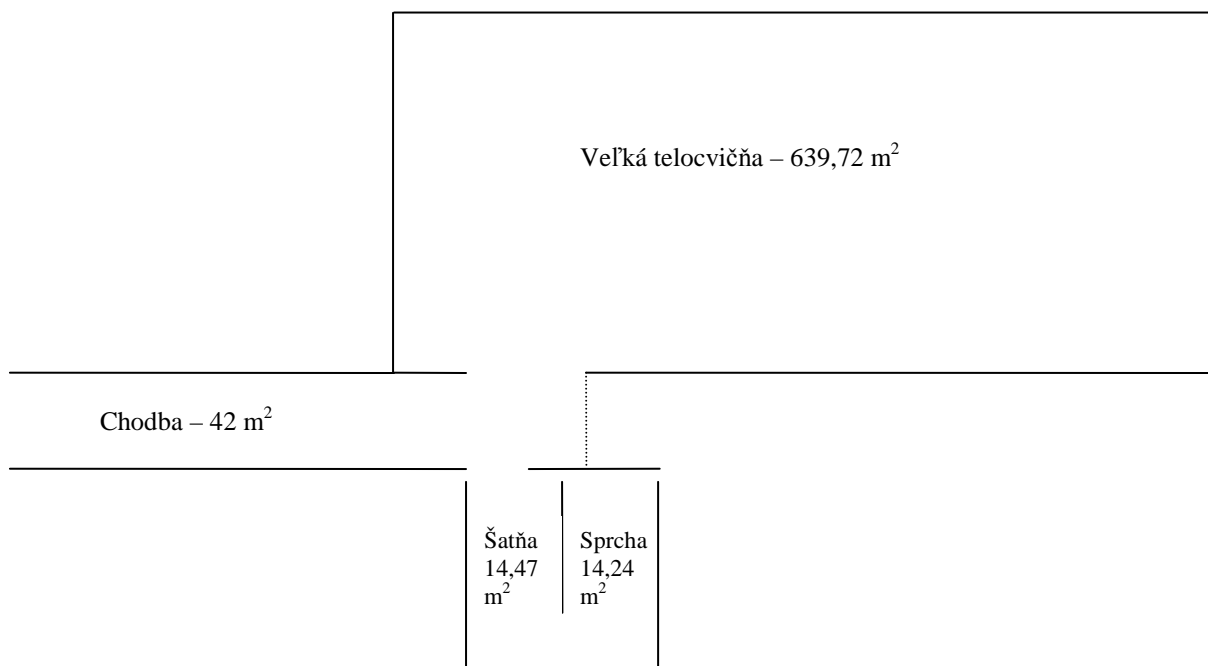 Veľká telocvičňa – 639,72 m²
Chodba – 42 m²
Šatňa
14,47
m²
Sprcha
14,24
m²